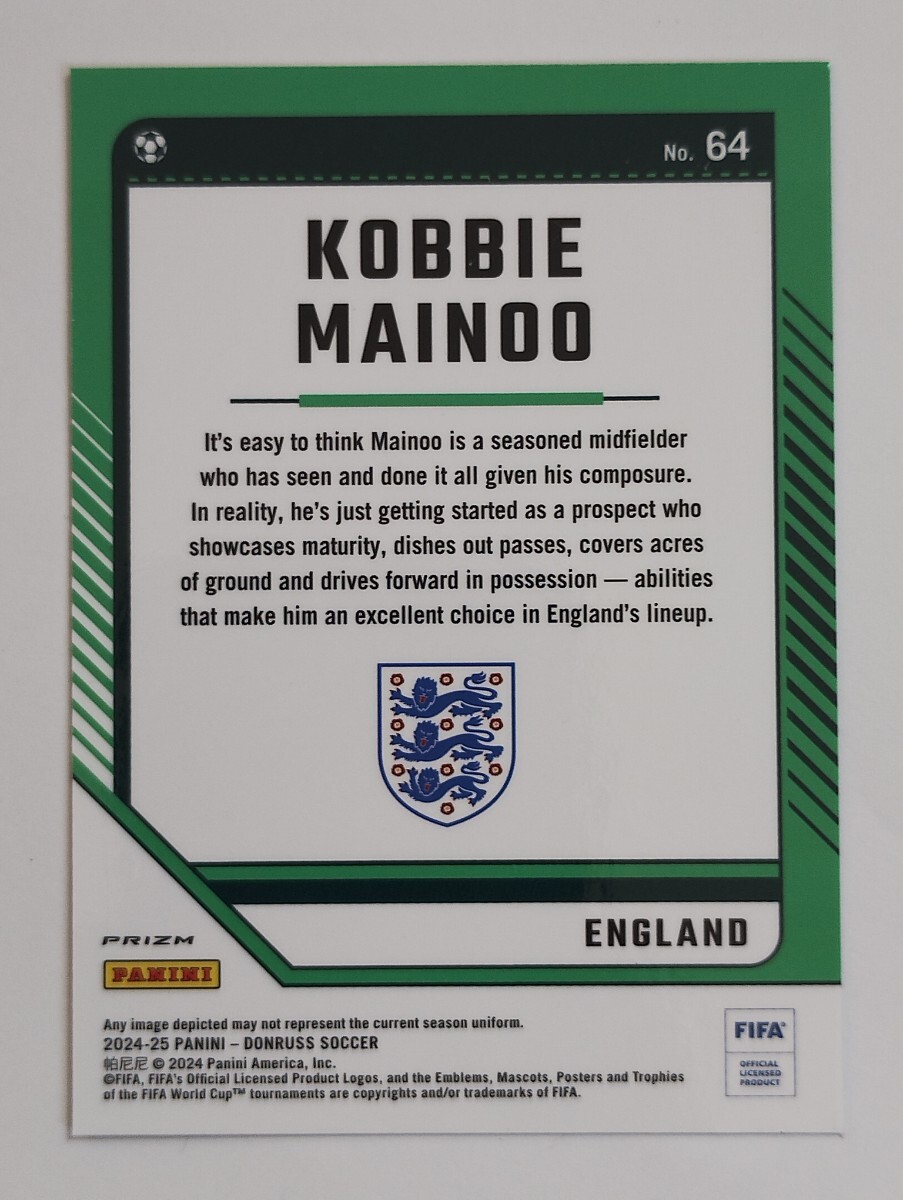 No. 64
KOBBIE
MAINOO
It's easy to think Mainoo is a seasoned midfielder
who has seen and done it all given his composure.
In reality, he's just getting started as a prospect who
showcases maturity, dishes out passes, covers acres
of ground and drives forward in possession — abilities
that make him an excellent choice in England's lineup.
ENGLAND
PRIZM
PANINI
Any image depicted may not represent the current season uniform.
2024-25 PANINI – DONRUSS SOCCER
帕尼尼 © 2024 Panini America, Inc.
©FIFA, FIFA's Official Licensed Product Logos, and the Emblems, Mascots, Posters and Trophies
of the FIFA World Cup™ tournaments are copyrights and/or trademarks of FIFA.
FIFA®
OFFICIAL
LICENSED
PRODUCT